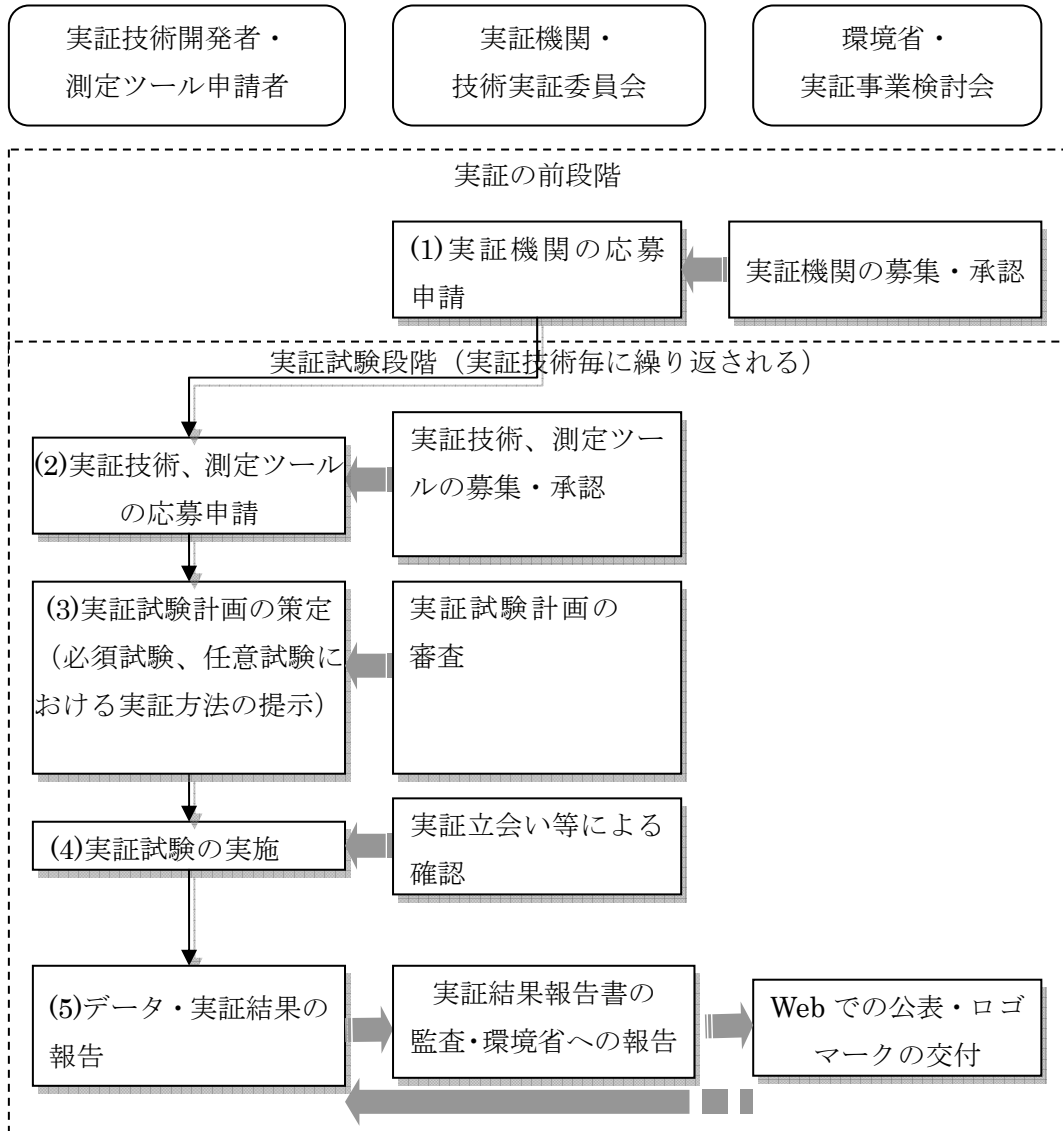 実証技術開発者・
測定ツール申請者
実証機関・
技術実証委員会
環境省・
実証事業検討会
実証の前段階
(1)実証機関の応募
申請
実証機関の募集・承認
実証試験段階（実証技術毎に繰り返される）
(2)実証技術、測定ツール
の応募申請
実証技術、測定ツー
ルの募集・承認
(3)実証試験計画の策定
（必須試験、任意試験に
おける実証方法の提示）
実証試験計画の
審査
(4)実証試験の実施
実証立会い等による
確認
(5)データ・実証結果の
報告
実証結果報告書の
監査・環境省への報告
Web での公表・ロゴ
マークの交付